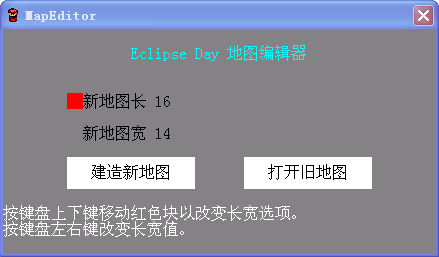 MapEditor
Eclipse Day 地图编辑器
新地图长 16
新地图宽 14
建造新地图 打开旧地图
按键盘上下键移动红色块以改变长宽选项。
按键盘左右键改变长宽值。